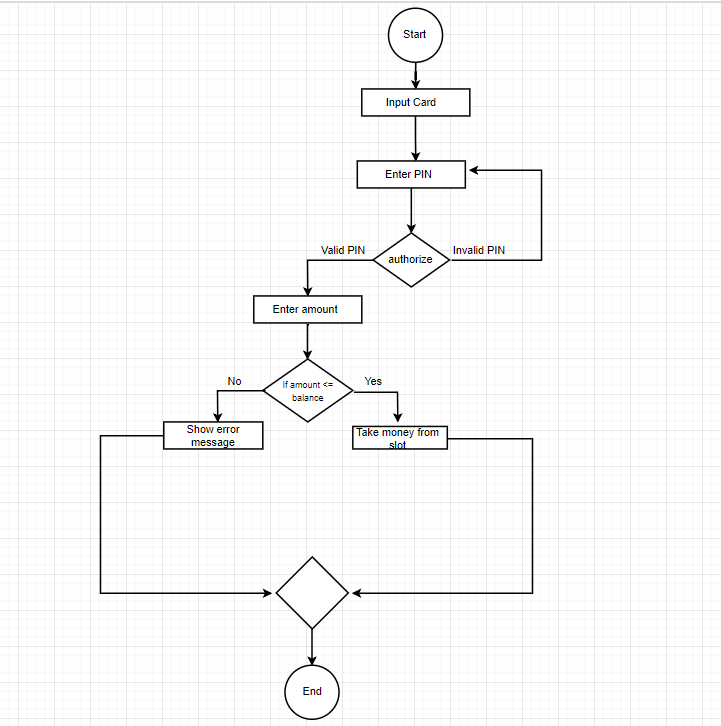 Start
Input Card
Enter PIN
Valid PIN
authorize
Invalid PIN
Enter amount
No
If amount <=
balance
Yes
Show error
message
Take money from
slot
End